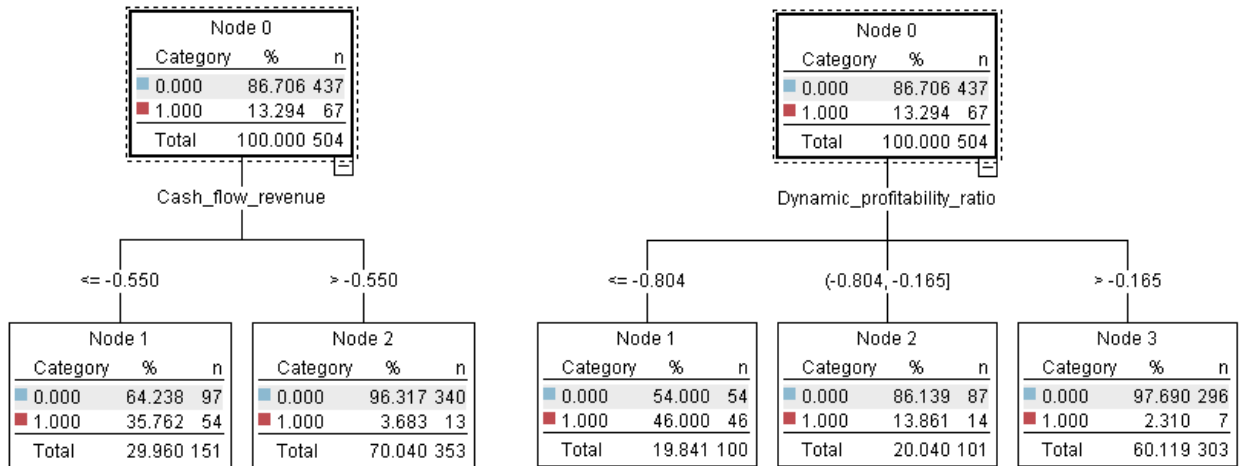 Node 0
Category % n
0.000 86.706 437
1.000 13.294 67
Total 100.000 504
Cash_flow_revenue
<= -0.550
> -0.550
Node 1
Category % n
0.000 64.238 97
1.000 35.762 54
Total 29.960 151
Node 2
Category % n
0.000 96.317 340
1.000 3.683 13
Total 70.040 353
Node 0
Category % n
0.000 86.706 437
1.000 13.294 67
Total 100.000 504
Dynamic_profitability_ratio
<= -0.804
(-0.804, -0.165]
> -0.165
Node 1
Category % n
0.000 54.000 54
1.000 46.000 46
Total 19.841 100
Node 2
Category % n
0.000 86.139 87
1.000 13.861 14
Total 20.040 101
Node 3
Category % n
0.000 97.690 296
1.000 2.310 7
Total 60.119 303